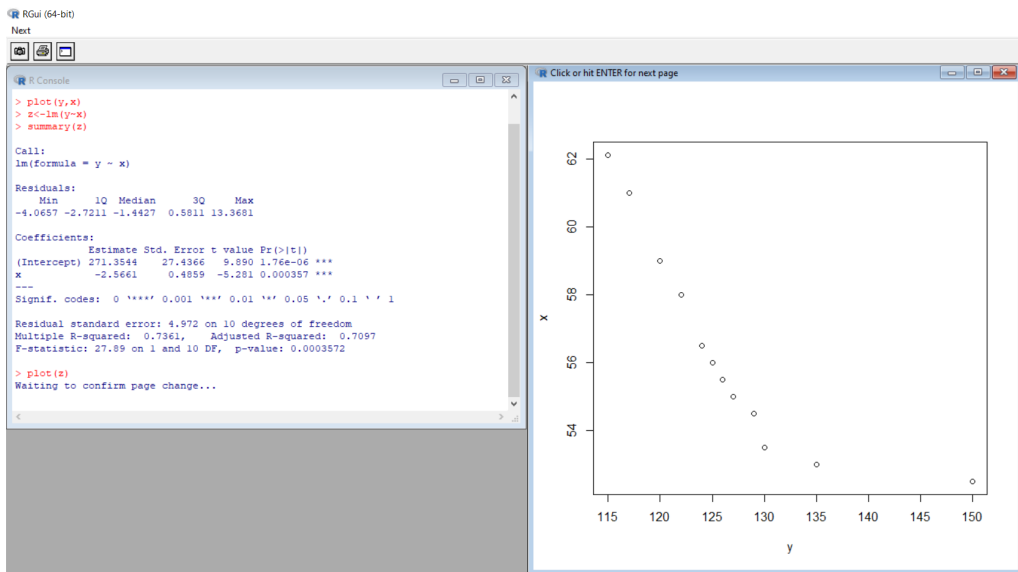 RGui (64-bit)
Next
R Console
> plot(y,x)
> z<-lm(y~x)
> summary(z)
Call:
lm(formula = y ~ x)
Residuals:
Min 1Q Median 3Q Max
-4.0657 -2.7211 -1.4427 0.5811 13.3681
Coefficients:
Estimate Std. Error t value Pr(>|t|)
(Intercept) 271.3544 27.4366 9.890 1.76e-06 ***
x -2.5661 0.4859 -5.281 0.000357 ***
---
Signif. codes: 0 ‘***’ 0.001 ‘**’ 0.01 ‘*’ 0.05 ‘.’ 0.1 ‘ ’ 1
Residual standard error: 4.972 on 10 degrees of freedom
Multiple R-squared: 0.7361, Adjusted R-squared: 0.7097
F-statistic: 27.89 on 1 and 10 DF, p-value: 0.0003572
> plot(z)
Waiting to confirm page change...
Click or hit ENTER for next page
62
60
58
x
56
54
115 120 125 130 135 140 145 150
y